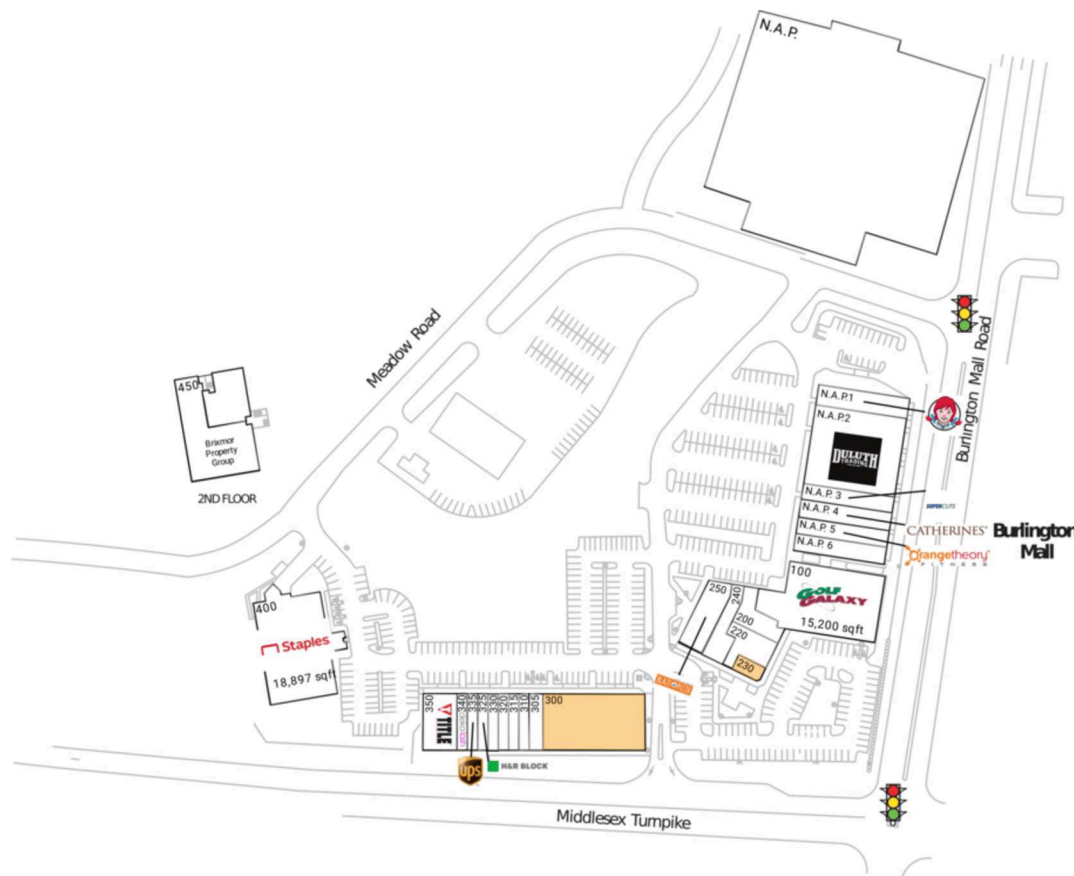 N.A.P.
Meadow Road
Burlington Mall Road
450
Brixmor
Property
Group
2ND FLOOR
N.A.P.1
N.A.P.2
DULUTH
TRADING
N.A.P. 3
N.A.P. 4
N.A.P. 5
N.A.P. 6
SUPERCUTS
CATHERINES®
Orangetheory®
FITNESS
Burlington
Mall
100
GOLF
GALAXY
15,200 sqft
250
240
200
220
230
400
Staples
18,897 sqft
350
TITLE
340
335
325
330
320
315
310
305
300
ups
H&R BLOCK
Middlesex Turnpike